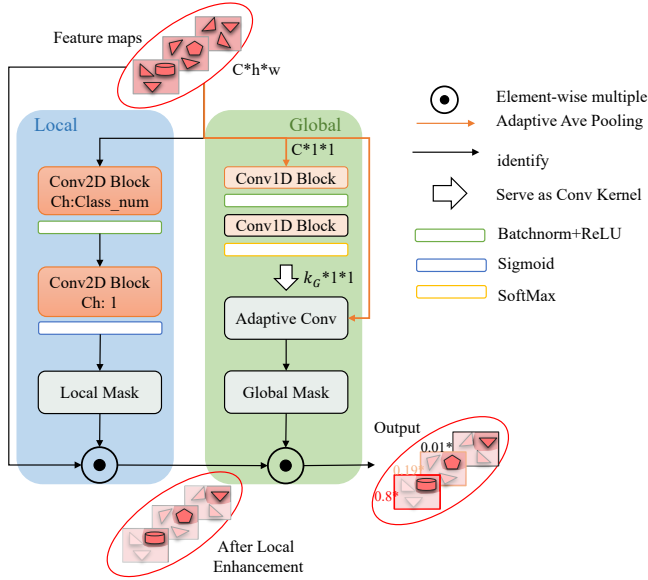 Feature maps
C*h*w
Local
Global
C*1*1
Conv2D Block
Ch:Class_num
Conv1D Block
Conv1D Block
Conv2D Block
Ch: 1
k_G*1*1
Adaptive Conv
Local Mask
Global Mask
Element-wise multiple
Adaptive Ave Pooling
identify
Serve as Conv Kernel
Batchnorm+ReLU
Sigmoid
SoftMax
Output
0.01*
0.19*
0.8*
After Local
Enhancement